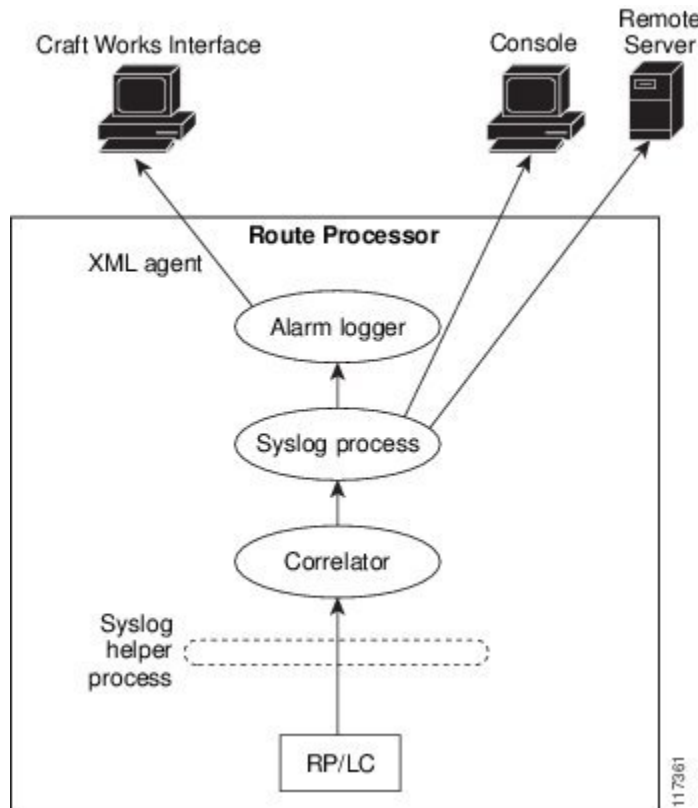 Craft Works Interface
Console
Remote
Server
Route Processor
XML agent
Alarm logger
Syslog process
Correlator
Syslog
helper
process
RP/LC
117361